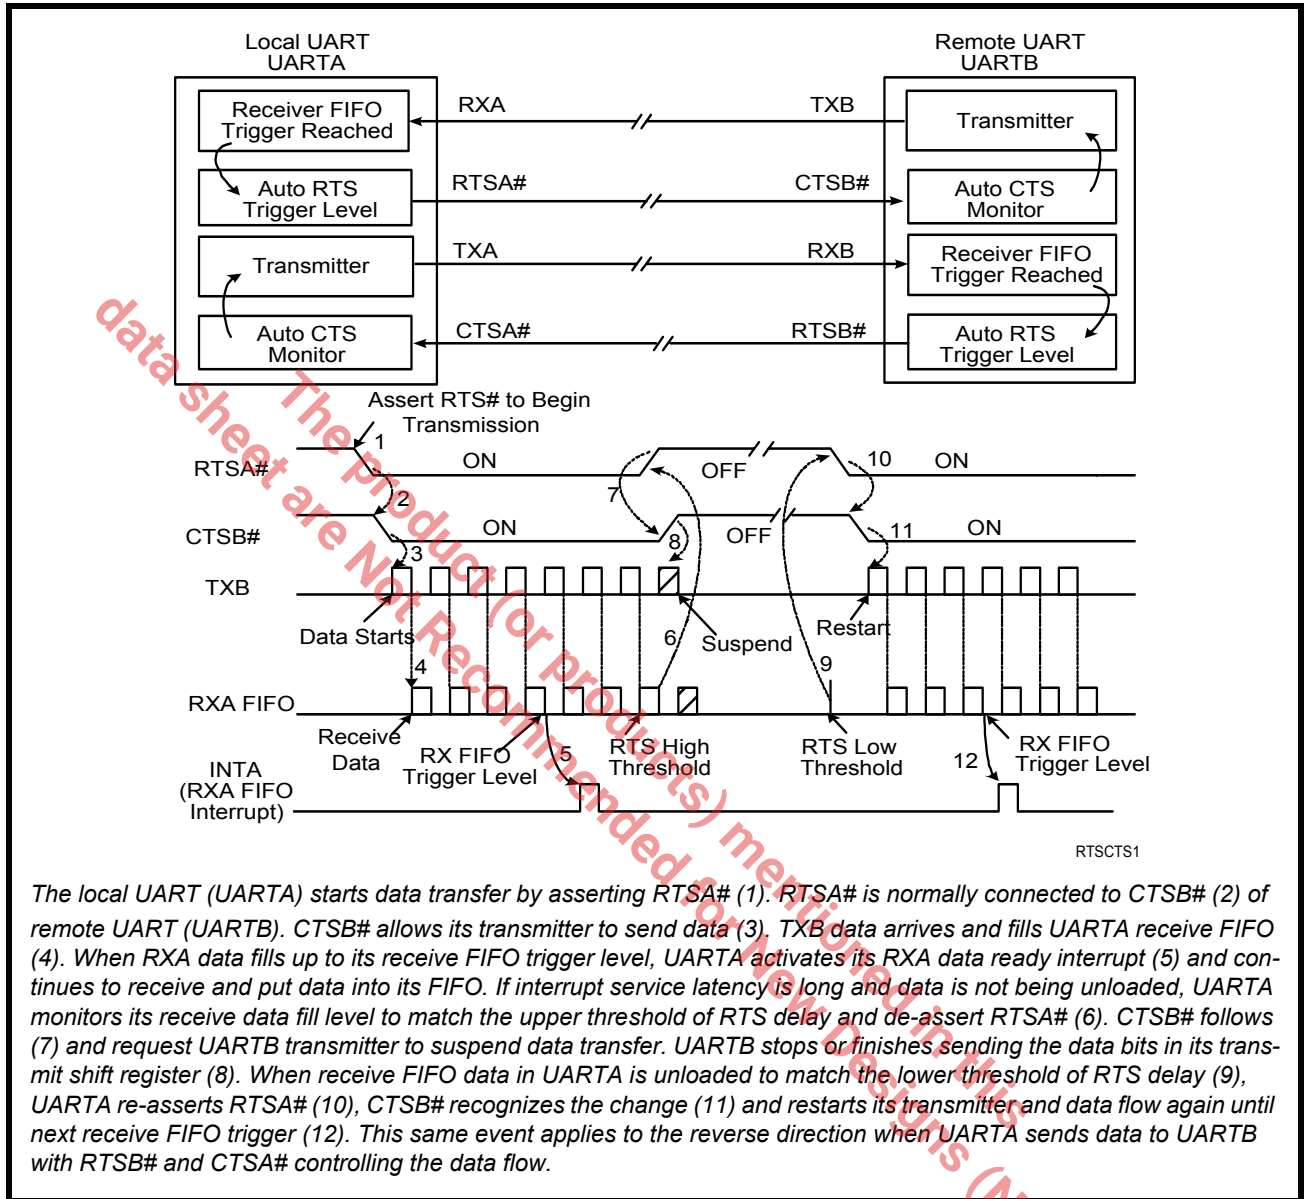 Local UART
UARTA
Remote UART
UARTB
Receiver FIFO
Trigger Reached
RXA
TXB
Transmitter
Auto RTS
Trigger Level
RTSA#
CTSB#
Auto CTS
Monitor
Transmitter
TXA
RXB
Receiver FIFO
Trigger Reached
Auto CTS
Monitor
CTSA#
RTSB#
Auto RTS
Trigger Level
Assert RTS# to Begin
Transmission
RTSA#
1
ON
OFF
10
ON
2
7
CTSB#
ON
OFF
11
ON
3
8
TXB
Data Starts
Suspend
Restart
4
6
9
RXA FIFO
Receive
Data
RX FIFO
Trigger Level
5
RTS High
Threshold
RTS Low
Threshold
12
RX FIFO
Trigger Level
INTA
(RXA FIFO
Interrupt)
RTSCTS1
The local UART (UARTA) starts data transfer by asserting RTSA# (1). RTSA# is normally connected to CTSB# (2) of
remote UART (UARTB). CTSB# allows its transmitter to send data (3). TXB data arrives and fills UARTA receive FIFO
(4). When RXA data fills up to its receive FIFO trigger level, UARTA activates its RXA data ready interrupt (5) and con-
tinues to receive and put data into its FIFO. If interrupt service latency is long and data is not being unloaded, UARTA
monitors its receive data fill level to match the upper threshold of RTS delay and de-assert RTSA# (6). CTSB# follows
(7) and request UARTB transmitter to suspend data transfer. UARTB stops or finishes sending the data bits in its trans-
mit shift register (8). When receive FIFO data in UARTA is unloaded to match the lower threshold of RTS delay (9),
UARTA re-asserts RTSA# (10), CTSB# recognizes the change (11) and restarts its transmitter and data flow again until
next receive FIFO trigger (12). This same event applies to the reverse direction when UARTA sends data to UARTB
with RTSB# and CTSA# controlling the data flow.
The product (or products) mentioned in this
data sheet are Not Recommended for New Designs (N